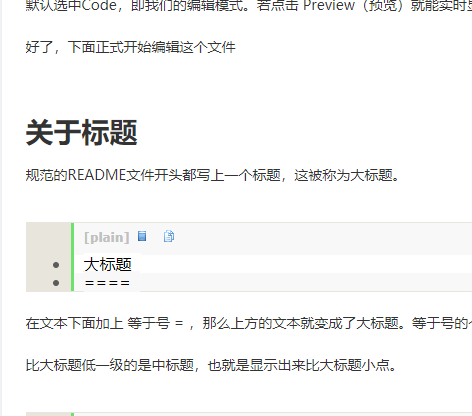 默认选中Code，即我们的编辑模式。若点击 Preview（预览）就能实时
好了，下面正式开始编辑这个文件
关于标题
规范的README文件开头都写上一个标题，这被称为大标题。
[plain]
大标题
====
在文本下面加上 等于号 = ，那么上方的文本就变成了大标题。等于号的
比大标题低一级的是中标题，也就是显示出来比大标题小点。